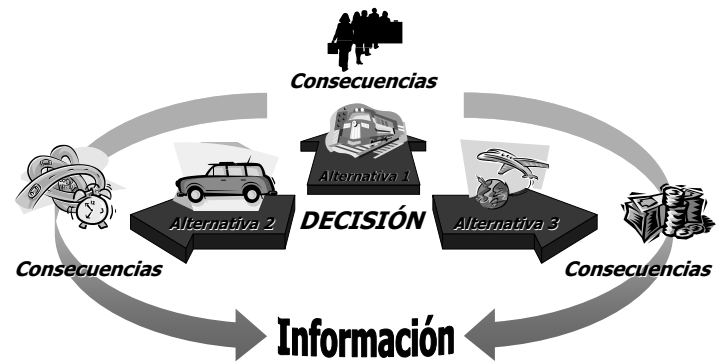 Consecuencias
Alternativa 1
Alternativa 2
DECISIÓN
Alternativa 3
Consecuencias
Consecuencias
Información